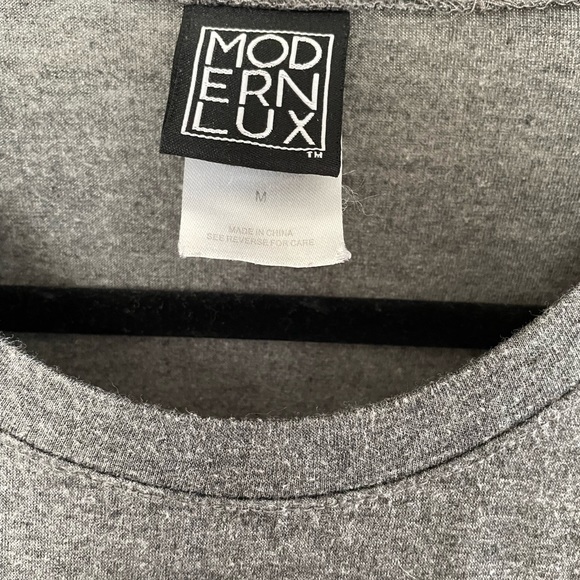 MOD
ERN
LUX
TM
M
MADE IN CHINA
SEE REVERSE FOR CARE